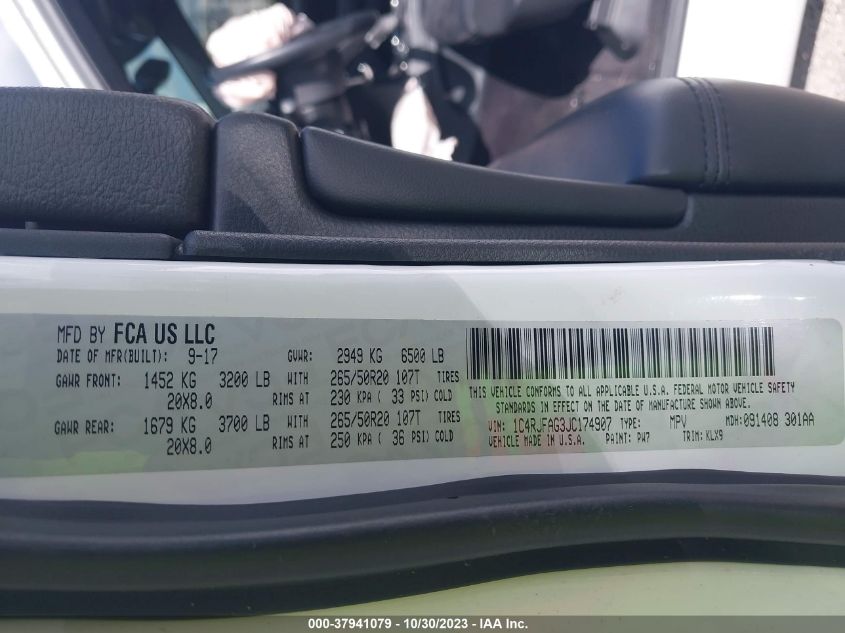 MFD BY FCA US LLC
DATE OF MFR(BUILT): 9-17 GVWR: 2949 KG 6500 LB
GAWR FRONT: 1452 KG 3200 LB WITH 265/50R20 107T TIRES
20X8.0 RIMS AT 230 KPA ( 33 PSI) COLD
GAWR REAR: 1679 KG 3700 LB WITH 265/50R20 107T TIRES
20X8.0 RIMS AT 250 KPA ( 36 PSI) COLD
THIS VEHICLE CONFORMS TO ALL APPLICABLE U.S.A. FEDERAL MOTOR VEHICLE SAFETY
STANDARDS IN EFFECT ON THE DATE OF MANUFACTURE SHOWN ABOVE.
VIN: 1C4RJFAG3JC174907 TYPE: MPV MDH: 091408 301AA
VEHICLE MADE IN U.S.A. PAINT: PW7 TRIM: KLX9
000-37941079 - 10/30/2023 - IAA Inc.